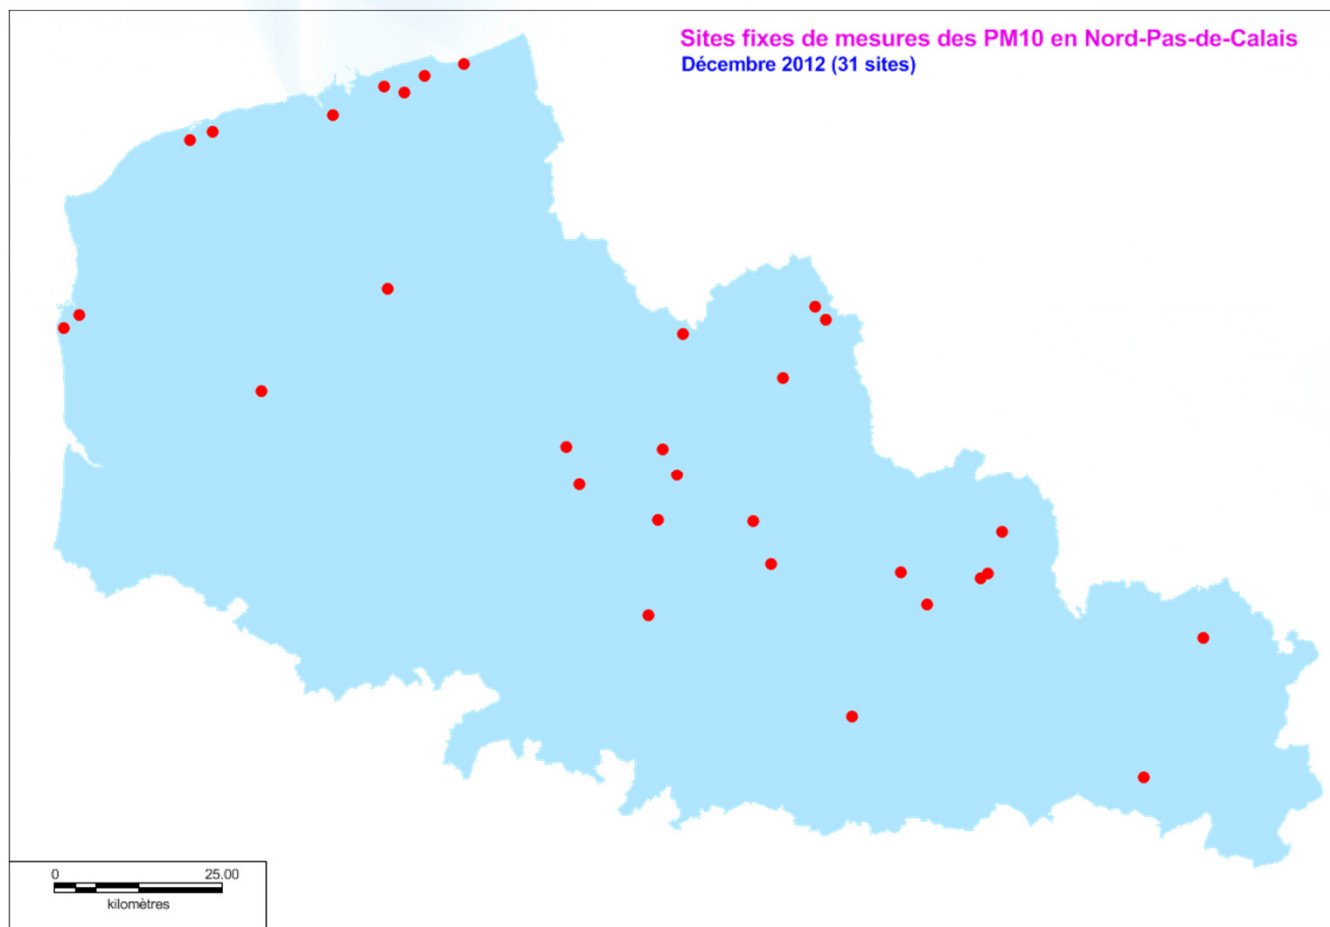 Sites fixes de mesures des PM10 en Nord-Pas-de-Calais
Décembre 2012 (31 sites)
0 25.00
kilomètres